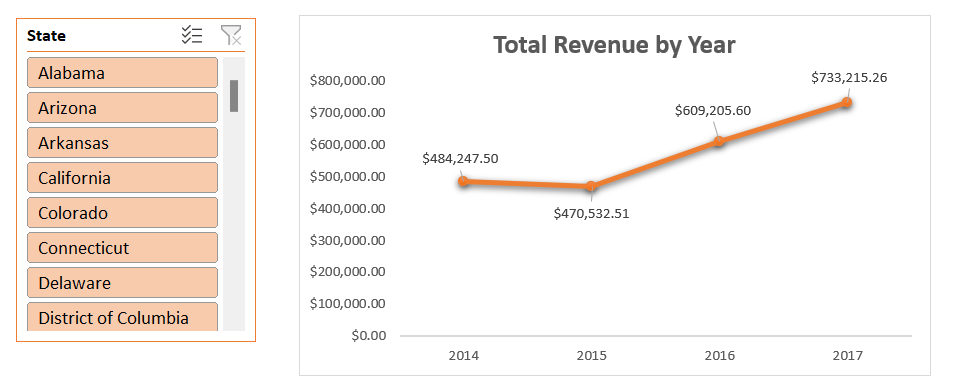 State
Alabama
Arizona
Arkansas
California
Colorado
Connecticut
Delaware
District of Columbia
Total Revenue by Year
$800,000.00
$700,000.00
$600,000.00
$500,000.00
$400,000.00
$300,000.00
$200,000.00
$100,000.00
$0.00
$484,247.50
$470,532.51
$609,205.60
$733,215.26
2014
2015
2016
2017